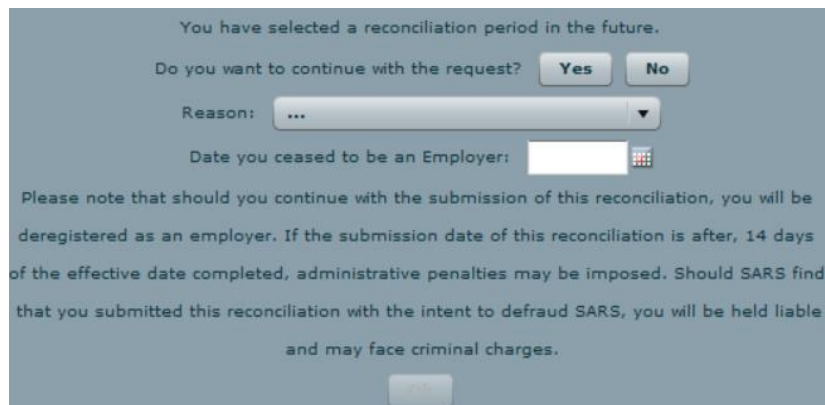 You have selected a reconciliation period in the future.
Do you want to continue with the request? Yes No
Reason: ...
Date you ceased to be an Employer:
Please note that should you continue with the submission of this reconciliation, you will be
deregistered as an employer. If the submission date of this reconciliation is after, 14 days
of the effective date completed, administrative penalties may be imposed. Should SARS find
that you submitted this reconciliation with the intent to defraud SARS, you will be held liable
and may face criminal charges.